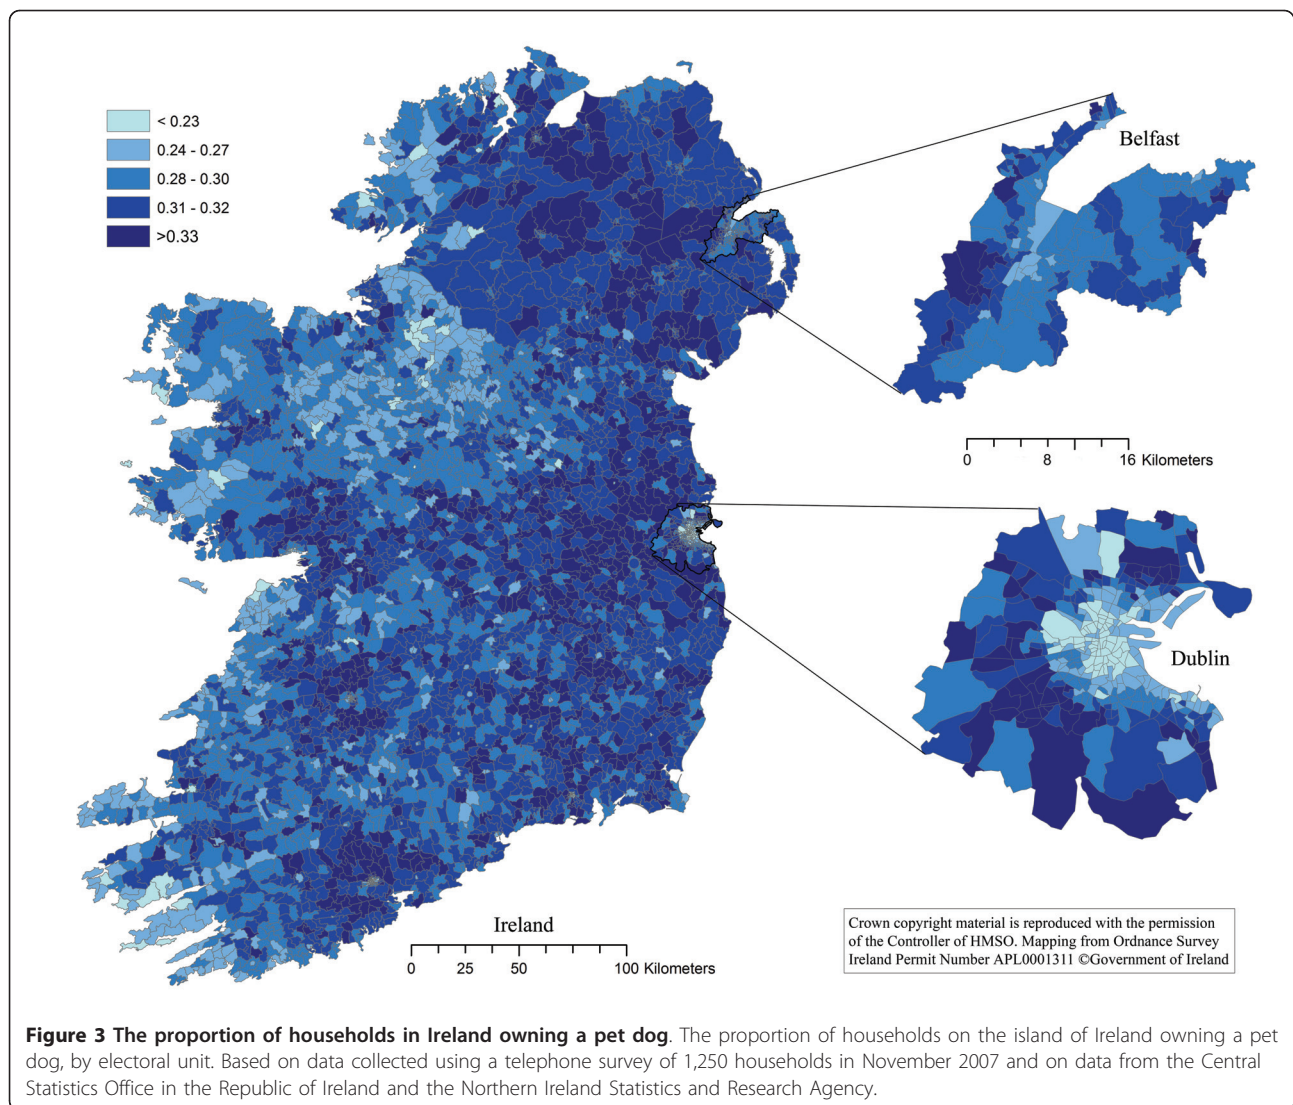 < 0.23
0.24 - 0.27
0.28 - 0.30
0.31 - 0.32
>0.33
Belfast
0 8 16 Kilometers
Dublin
Ireland
0 25 50 100 Kilometers
Crown copyright material is reproduced with the permission
of the Controller of HMSO. Mapping from Ordnance Survey
Ireland Permit Number APL0001311 ©Government of Ireland
Figure 3 The proportion of households in Ireland owning a pet dog. The proportion of households on the island of Ireland owning a pet
dog, by electoral unit. Based on data collected using a telephone survey of 1,250 households in November 2007 and on data from the Central
Statistics Office in the Republic of Ireland and the Northern Ireland Statistics and Research Agency.